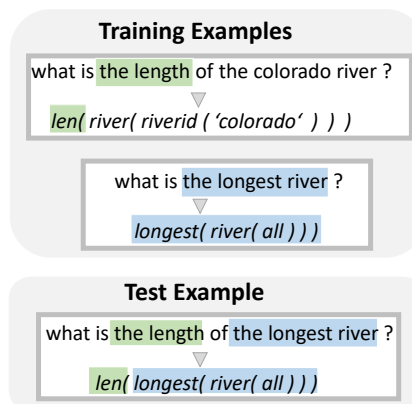 Training Examples
what is the length of the colorado river ?
len( river( riverid ( ‘colorado‘ ) ) )
what is the longest river ?
longest( river( all ) ) )
Test Example
what is the length of the longest river ?
len( longest( river( all ) ) )